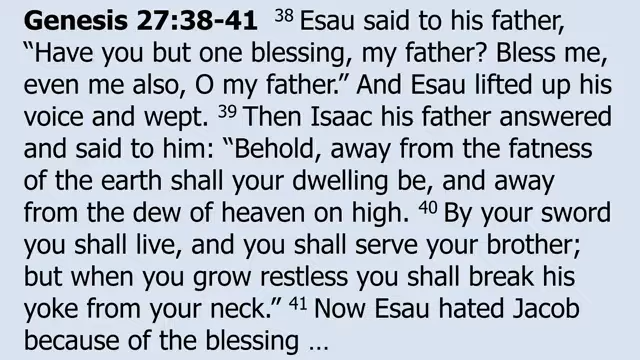 Genesis 27:38-41 ³⁸ Esau said to his father,
“Have you but one blessing, my father? Bless me,
even me also, O my father.” And Esau lifted up his
voice and wept. ³⁹ Then Isaac his father answered
and said to him: “Behold, away from the fatness
of the earth shall your dwelling be, and away
from the dew of heaven on high. ⁴⁰ By your sword
you shall live, and you shall serve your brother;
but when you grow restless you shall break his
yoke from your neck.” ⁴¹ Now Esau hated Jacob
because of the blessing …